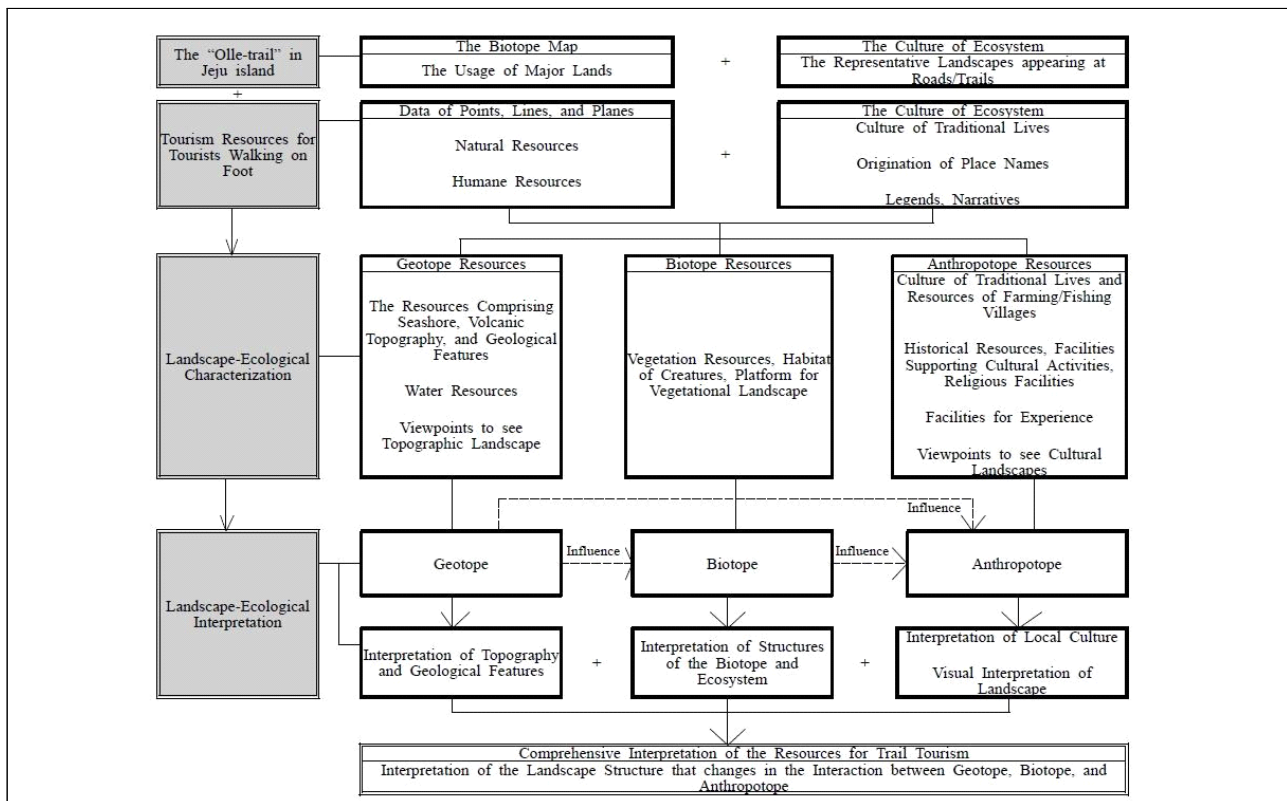 The “Olle-trail” in
Jeju island
The Biotope Map
The Usage of Major Lands
+
The Culture of Ecosystem
The Representative Landscapes appearing at
Roads/Trails
+
Tourism Resources for
Tourists Walking on
Foot
Data of Points, Lines, and Planes
Natural Resources
Humane Resources
+
The Culture of Ecosystem
Culture of Traditional Lives
Origination of Place Names
Legends, Narratives
Landscape-Ecological
Characterization
Geotope Resources
The Resources Comprising
Seashore, Volcanic
Topography, and Geological
Features
Water Resources
Viewpoints to see
Topographic Landscape
Biotope Resources
Vegetation Resources, Habitat
of Creatures, Platform for
Vegetational Landscape
Anthropotope Resources
Culture of Traditional Lives and
Resources of Farming/Fishing
Villages
Historical Resources, Facilities
Supporting Cultural Activities,
Religious Facilities
Facilities for Experience
Viewpoints to see Cultural
Landscapes
Influence
Landscape-Ecological
Interpretation
Geotope
Influence
Biotope
Influence
Anthropotope
Interpretation of Topography
and Geological Features
+
Interpretation of Structures
of the Biotope and
Ecosystem
+
Interpretation of Local Culture
Visual Interpretation of
Landscape
Comprehensive Interpretation of the Resources for Trail Tourism
Interpretation of the Landscape Structure that changes in the Interaction between Geotope, Biotope, and
Anthropotope